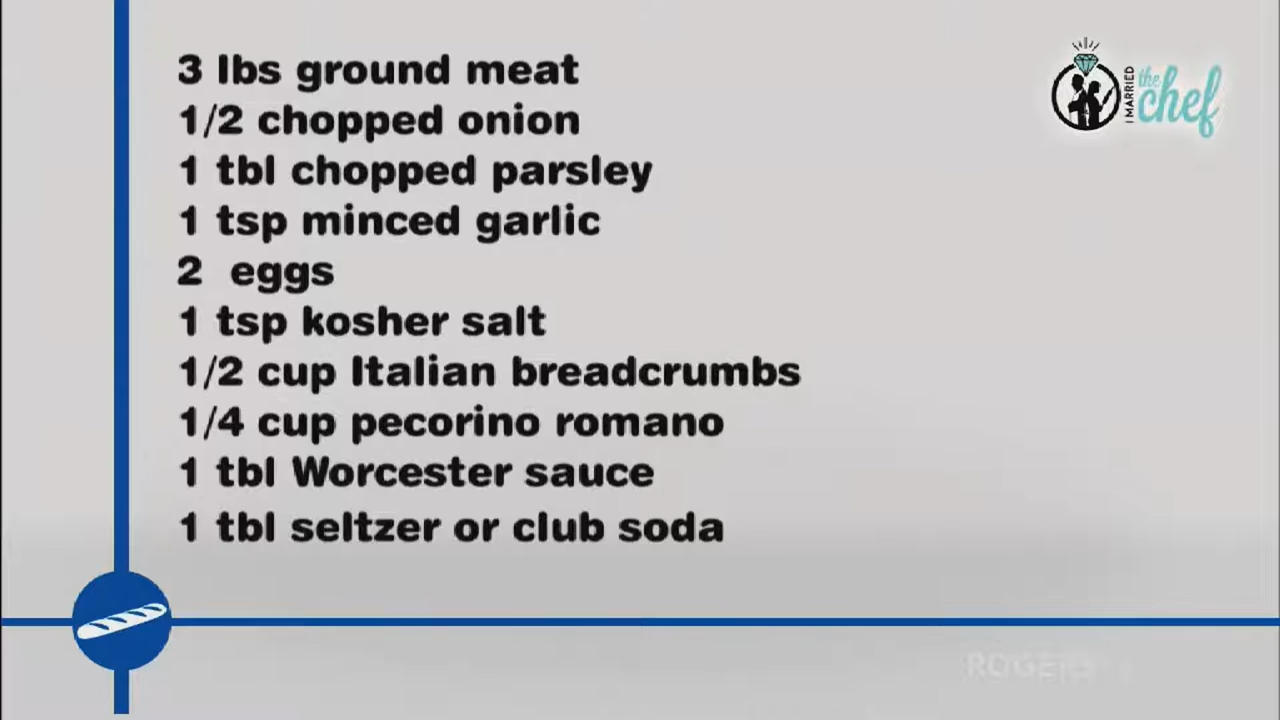 3 lbs ground meat
1/2 chopped onion
1 tbl chopped parsley
1 tsp minced garlic
2 eggs
1 tsp kosher salt
1/2 cup Italian breadcrumbs
1/4 cup pecorino romano
1 tbl Worcester sauce
1 tbl seltzer or club soda
I MARRIED
the
chef